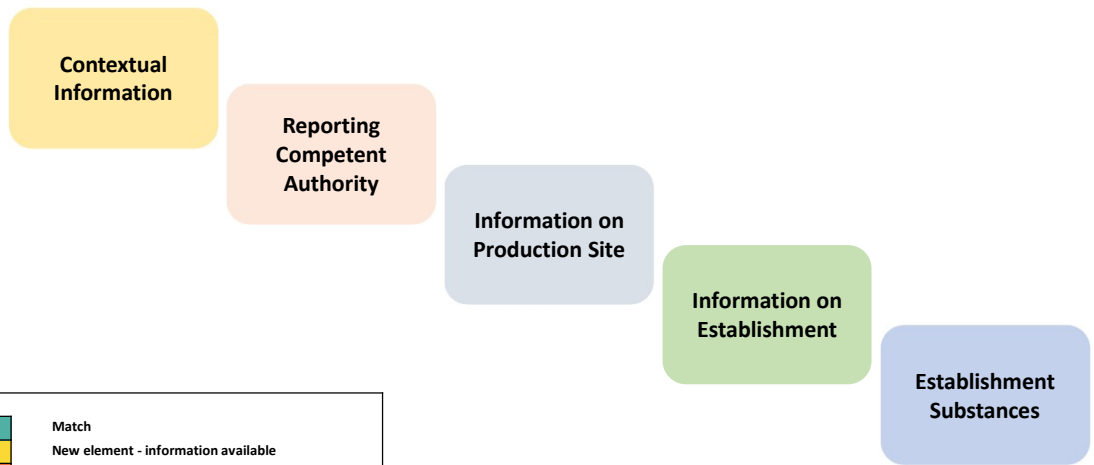 Contextual
Information
Reporting
Competent
Authority
Information on
Production Site
Information on
Establishment
Establishment
Substances
Match
New element - information available